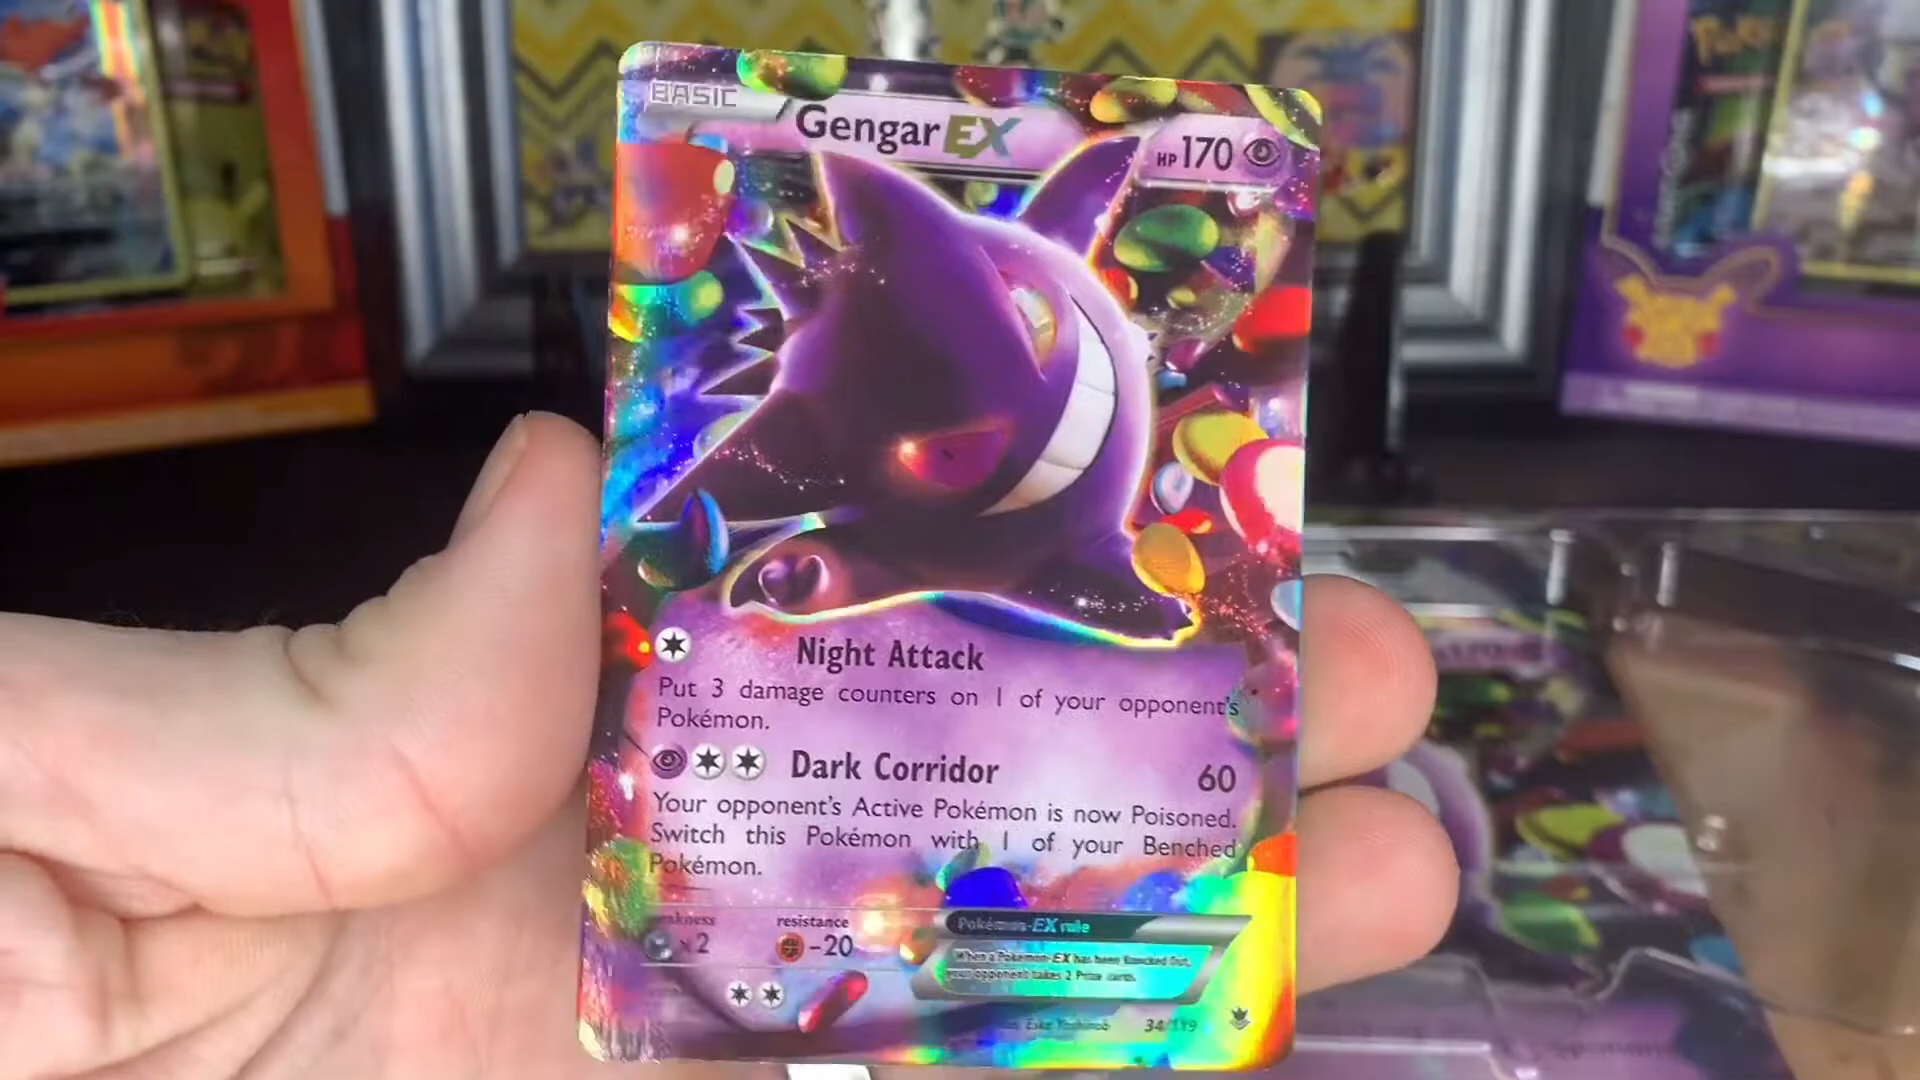 BASIC
Gengar EX
HP 170
Night Attack
Put 3 damage counters on 1 of your opponent's
Pokémon.
Dark Corridor 60
Your opponent's Active Pokémon is now Poisoned.
Switch this Pokémon with 1 of your Benched
Pokémon.
weakness resistance
×2 -20
Pokémon-EX rule
When a Pokémon-EX has been Knocked Out,
your opponent takes 2 Prize cards.
34/119